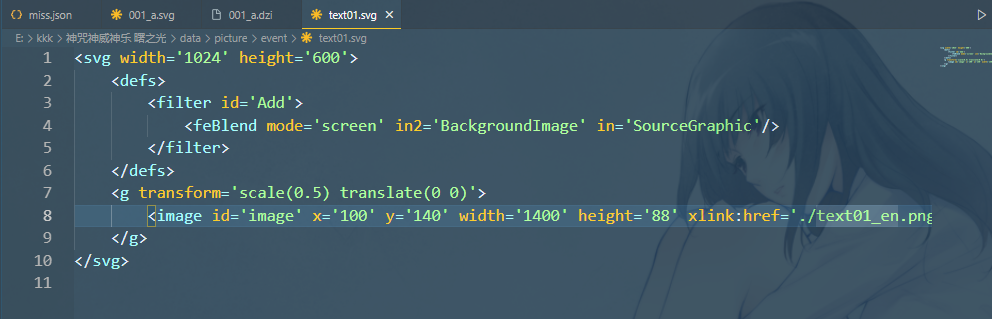 miss.json 001_a.svg 001_a.dzi text01.svg
E: > kkk > 神咒神威神乐 曙之光 > data > picture > event > text01.svg
1 <svg width='1024' height='600'>
2 <defs>
3 <filter id='Add'>
4 <feBlend mode='screen' in2='BackgroundImage' in='SourceGraphic'/>
5 </filter>
6 </defs>
7 <g transform='scale(0.5) translate(0 0)'>
8 <image id='image' x='100' y='140' width='1400' height='88' xlink:href='./text01_en.png
9 </g>
10 </svg>
11